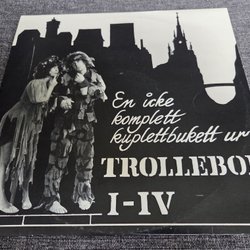 En icke
komplett
kuplettbukett ur
TROLLEBO
I-IV